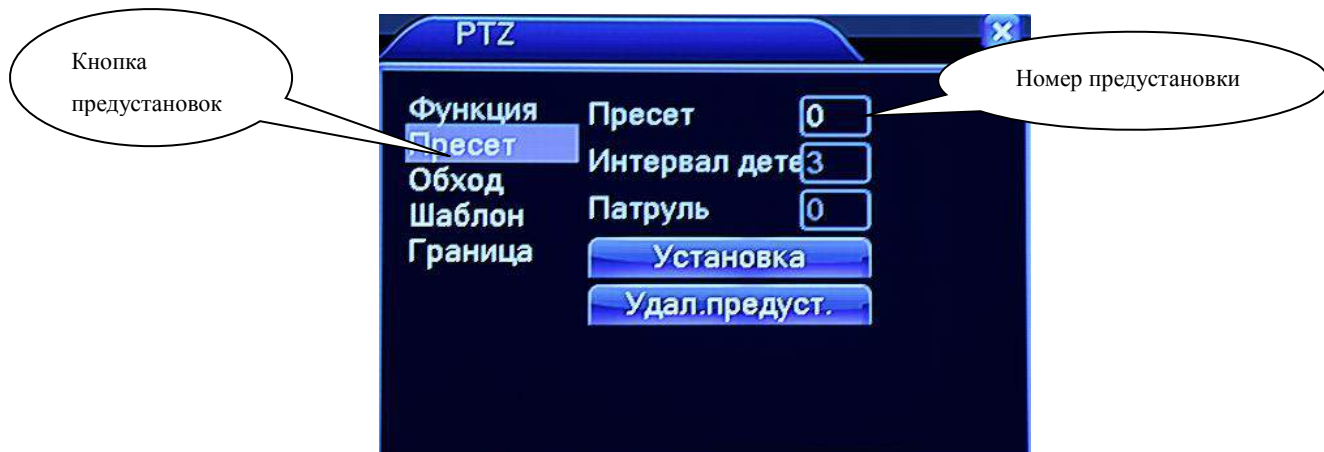 PTZ
Кнопка
предустановок
Номер предустановки
Функция
Пресет
Обход
Шаблон
Граница
Пресет 0
Интервал дете 3
Патруль 0
Установка
Удал.предуст.